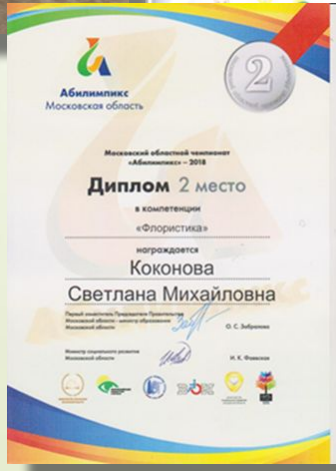 2
Абилимпикс
Московская область
Московский областной чемпионат
«Абилимпикс» – 2018
Диплом 2 место
в компетенции
«Флористика»
награждается
Коконова
Светлана Михайловна
Первый заместитель Председателя Правительства
Московской области – министр образования
Московской области
О. С. Забралова
Министр социального развития
Московской области
И. К. Фаевская